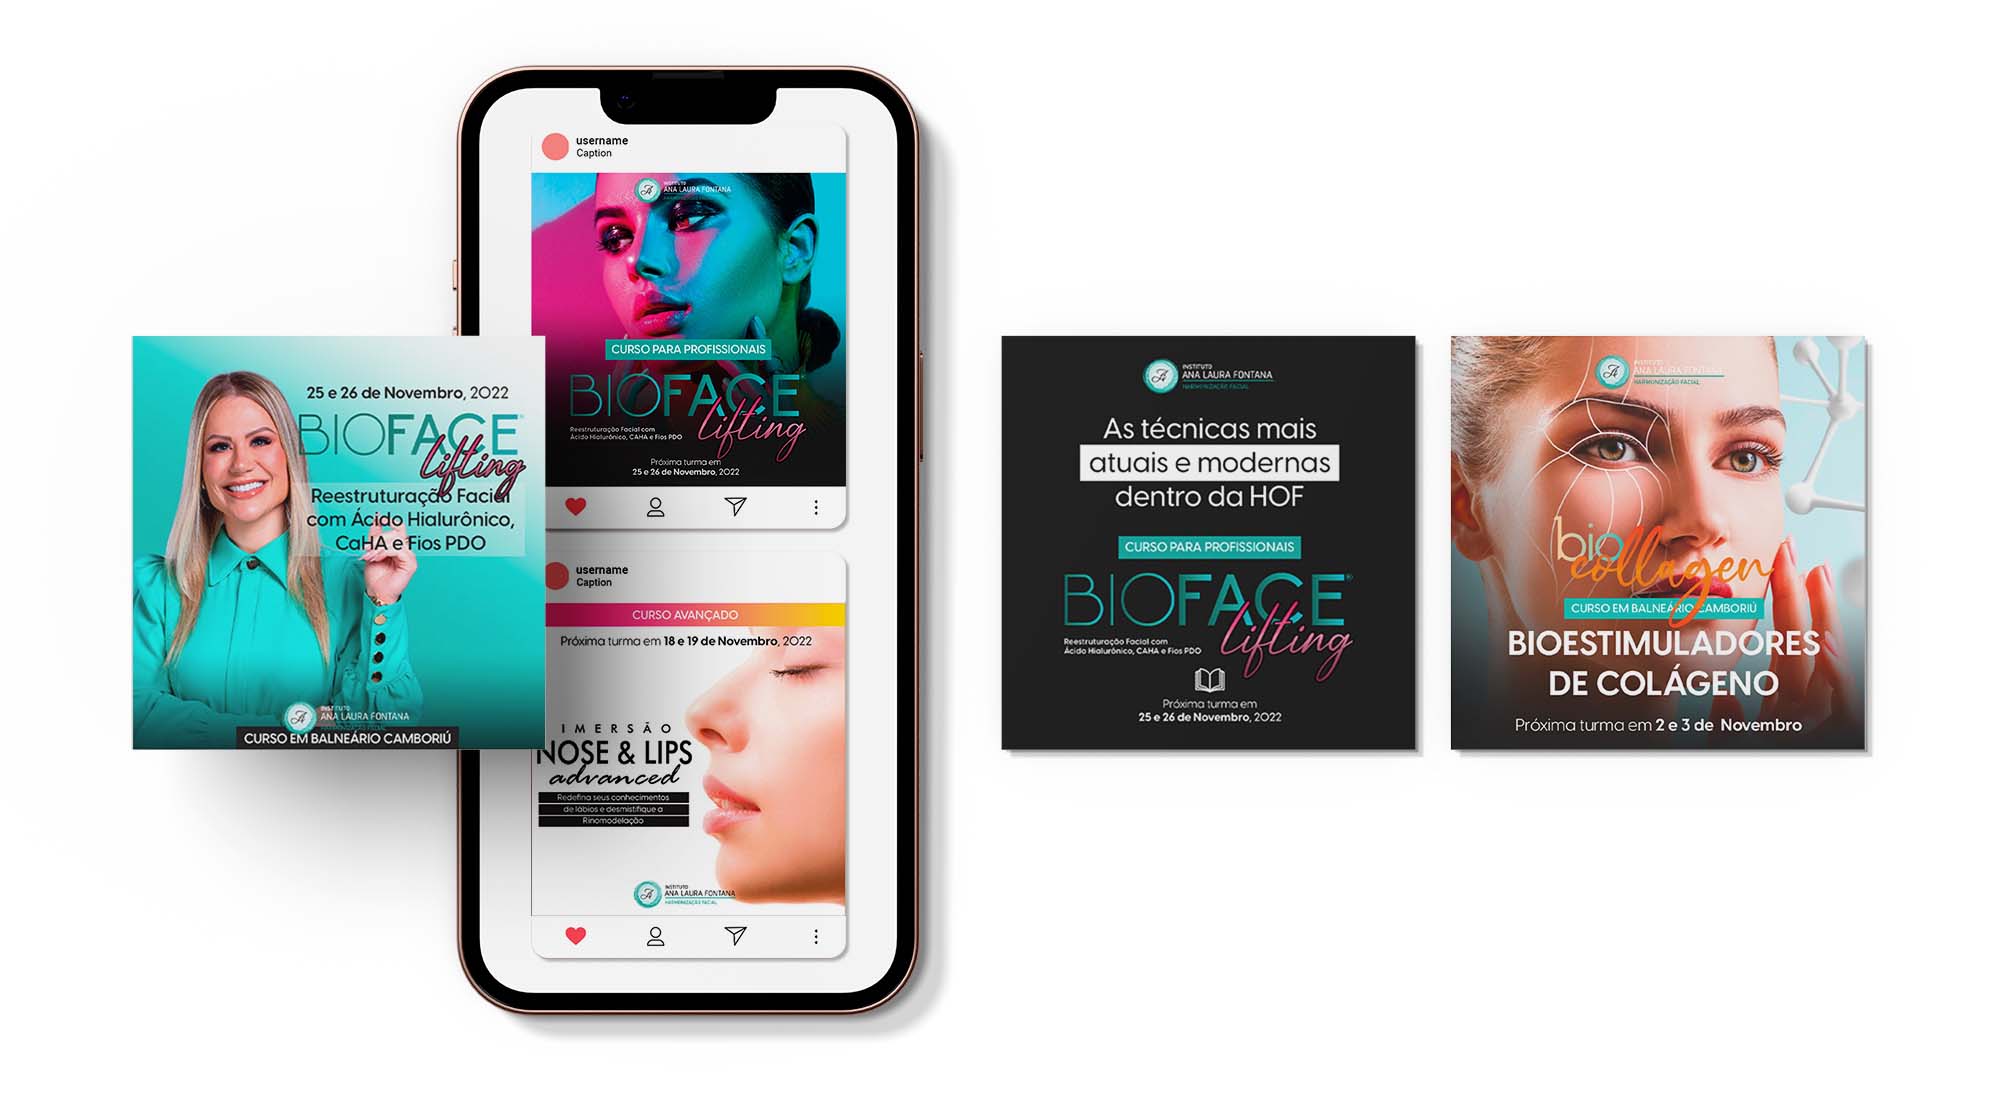 25 e 26 de Novembro, 2022
BIOFACE®
lifting
Reestruturação Facial
com Ácido Hialurônico,
CaHA e Fios PDO
INSTITUTO
ANA LAURA FONTANA
HARMONIZAÇÃO FACIAL
CURSO EM BALNEÁRIO CAMBORIÚ
username
Caption
INSTITUTO
ANA LAURA FONTANA
HARMONIZAÇÃO FACIAL
CURSO PARA PROFISSIONAIS
BIOFACE®
lifting
Reestruturação Facial com
Ácido Hialurônico, CAHA e Fios PDO
Próxima turma em
25 e 26 de Novembro, 2022
username
Caption
CURSO AVANÇADO
Próxima turma em 18 e 19 de Novembro, 2022
IMERSÃO
NOSE & LIPS
advanced
Redefina seus conhecimentos
de lábios e desmistifique a
Rinomodelação
INSTITUTO
ANA LAURA FONTANA
HARMONIZAÇÃO FACIAL
INSTITUTO
ANA LAURA FONTANA
HARMONIZAÇÃO FACIAL
As técnicas mais
atuais e modernas
dentro da HOF
CURSO PARA PROFISSIONAIS
BIOFACE®
lifting
Reestruturação Facial com
Ácido Hialurônico, CAHA e Fios PDO
Próxima turma em
25 e 26 de Novembro, 2022
INSTITUTO
ANA LAURA FONTANA
HARMONIZAÇÃO FACIAL
bio
collagen
CURSO EM BALNEÁRIO CAMBORIÚ
BIOESTIMULADORES
DE COLÁGENO
Próxima turma em 2 e 3 de Novembro